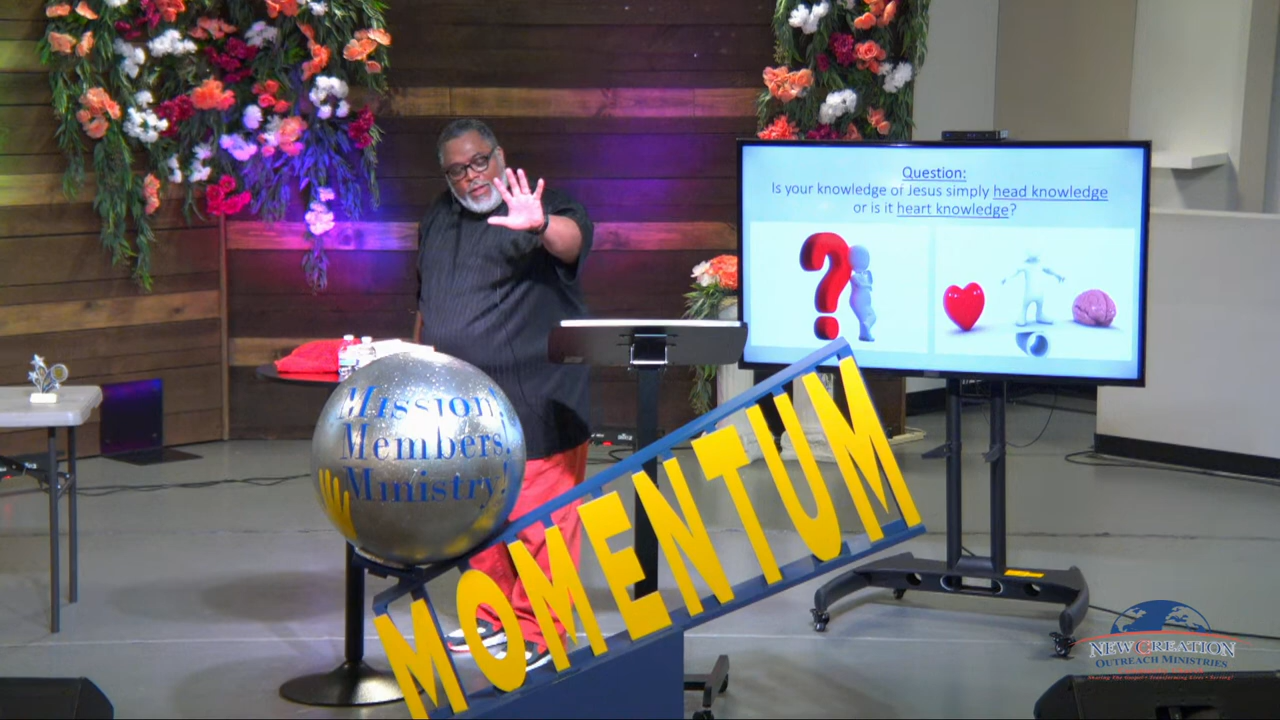 Question:
Is your knowledge of Jesus simply head knowledge
or is it heart knowledge?
Mission!
Members!
Ministry!
MOMENTUM
NEW CREATION
OUTREACH MINISTRIES